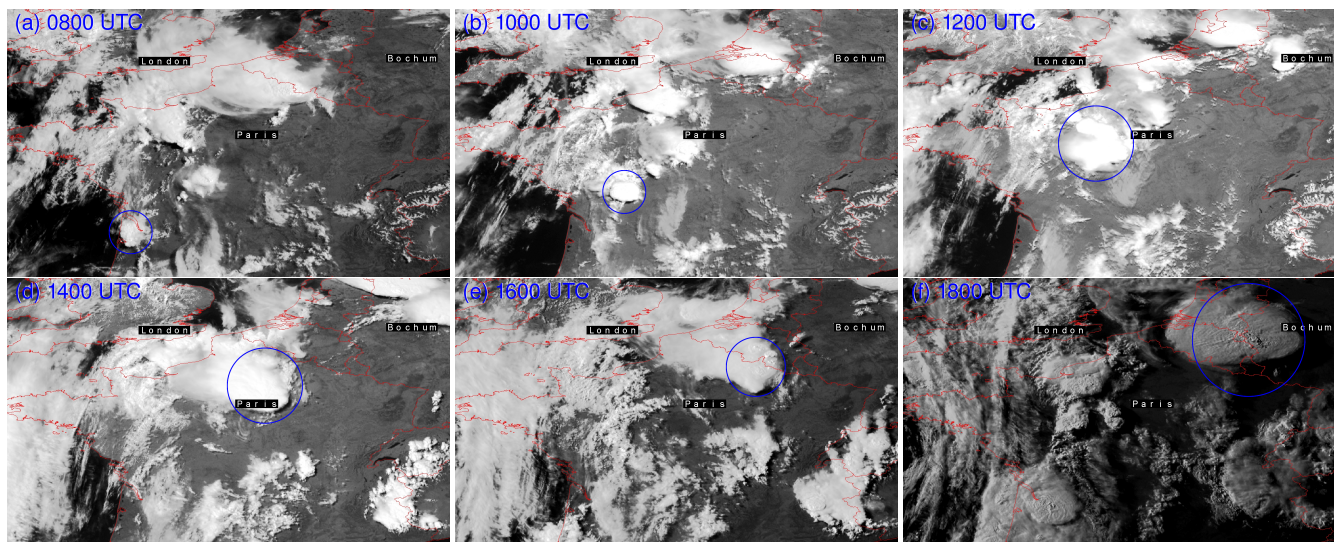 (a) 0800 UTC
London
Bochum
Paris
(b) 1000 UTC
London
Bochum
Paris
(c) 1200 UTC
London
Bochum
Paris
(d) 1400 UTC
London
Bochum
Paris
(e) 1600 UTC
London
Bochum
Paris
(f) 1800 UTC
London
Bochum
Paris